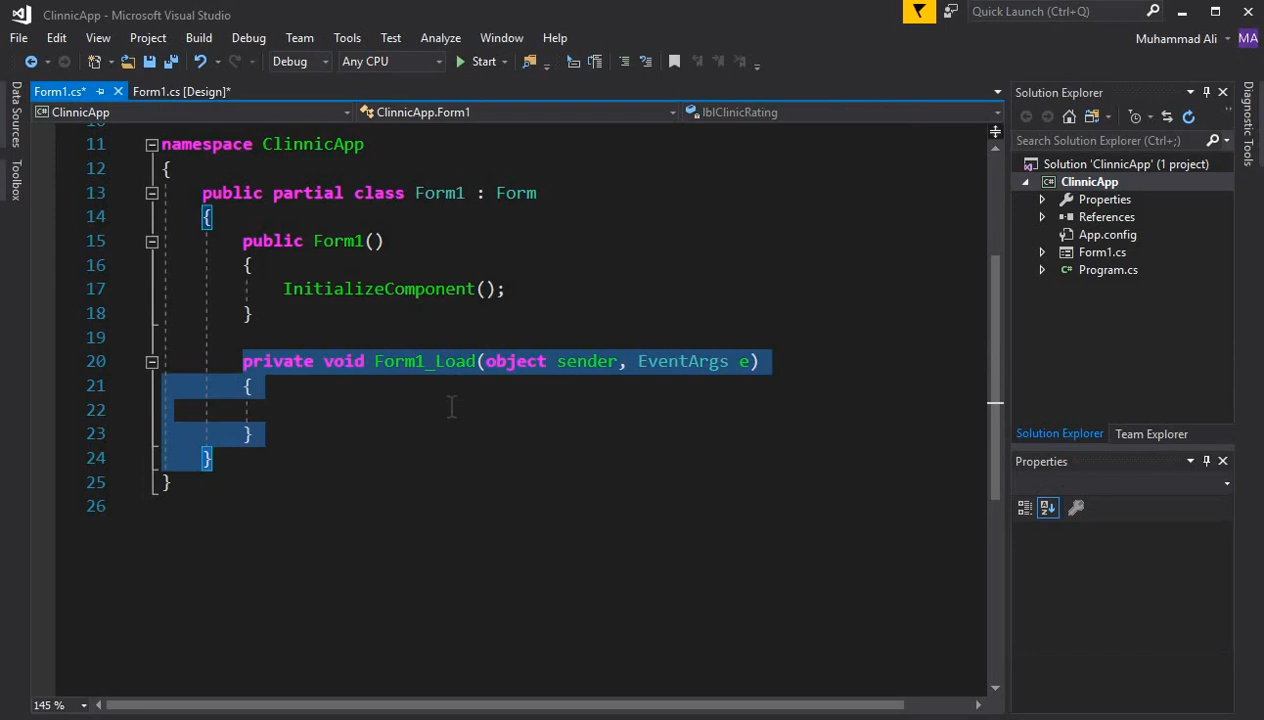 ClinnicApp - Microsoft Visual Studio
Quick Launch (Ctrl+Q)
File Edit View Project Build Debug Team Tools Test Analyze Window Help
Muhammad Ali MA
Debug Any CPU Start
Form1.cs* Form1.cs [Design]*
ClinnicApp ClinnicApp.Form1 lblClinicRating
Data Sources
Toolbox
10
11 namespace ClinnicApp
12 {
13 public partial class Form1 : Form
14 {
15 public Form1()
16 {
17 InitializeComponent();
18 }
19
20 private void Form1_Load(object sender, EventArgs e)
21 {
22
23 }
24 }
25 }
26
145 %
Solution Explorer
Search Solution Explorer (Ctrl+;)
Solution 'ClinnicApp' (1 project)
C# ClinnicApp
Properties
References
App.config
Form1.cs
C# Program.cs
Solution Explorer Team Explorer
Properties
Diagnostic Tools